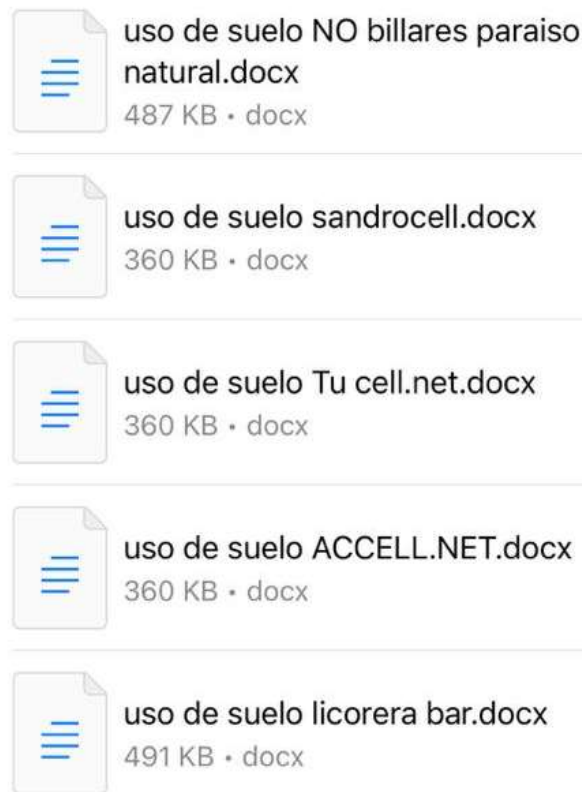 uso de suelo NO billares paraiso
natural.docx
487 KB • docx
uso de suelo sandrocell.docx
360 KB • docx
uso de suelo Tu cell.net.docx
360 KB • docx
uso de suelo ACCELL.NET.docx
360 KB • docx
uso de suelo licorera bar.docx
491 KB • docx